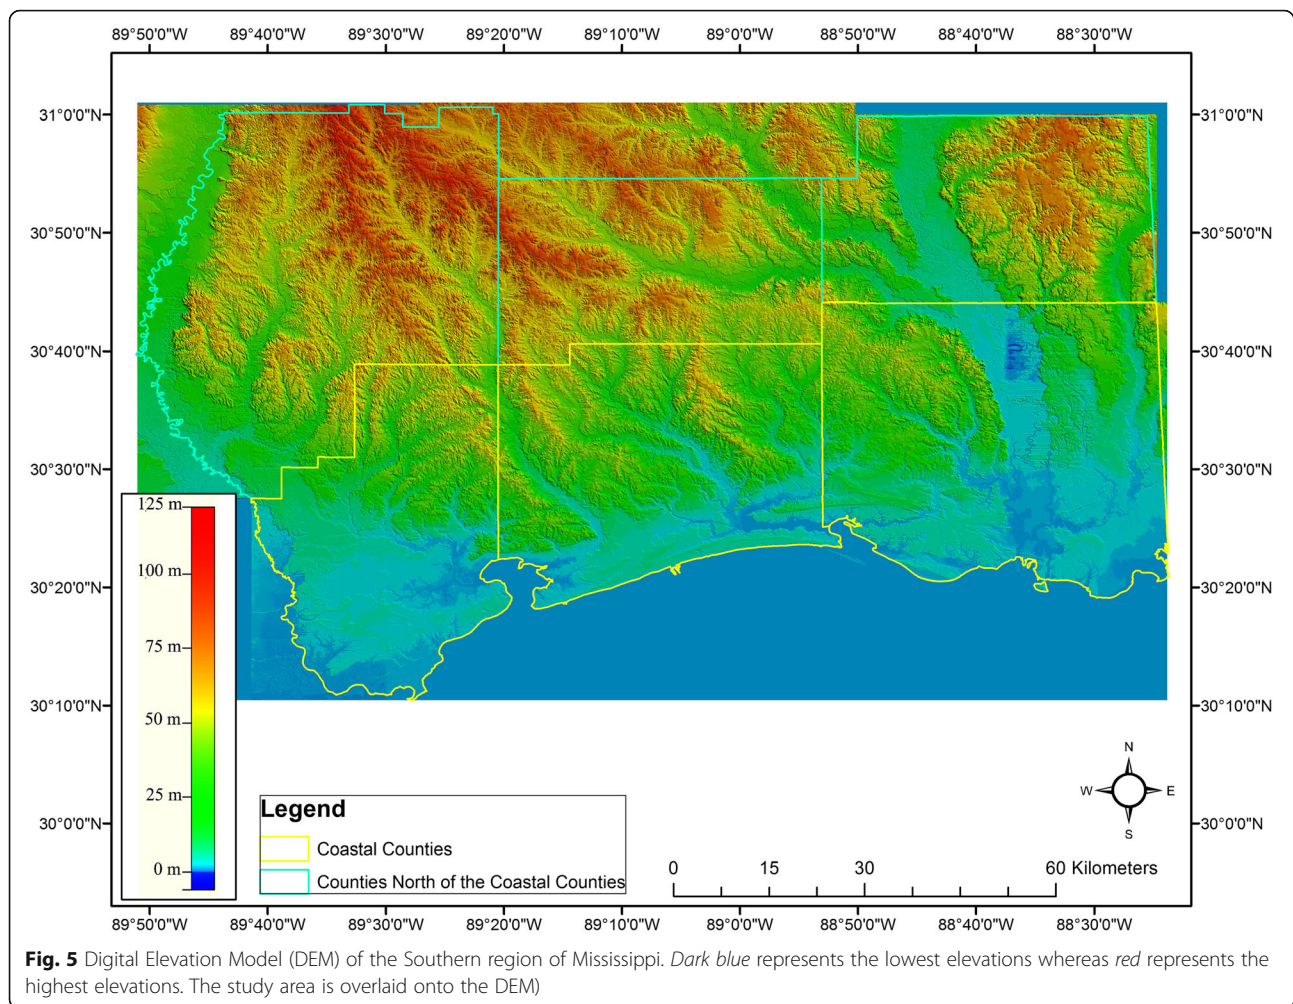 89°50'0"W 89°40'0"W 89°30'0"W 89°20'0"W 89°10'0"W 89°0'0"W 88°50'0"W 88°40'0"W 88°30'0"W
31°0'0"N 31°0'0"N
30°50'0"N 30°50'0"N
30°40'0"N 30°40'0"N
30°30'0"N 30°30'0"N
125 m
100 m
30°20'0"N 30°20'0"N
75 m
30°10'0"N 30°10'0"N
50 m
25 m
N
W E
S
30°0'0"N 30°0'0"N
0 m
Legend
Coastal Counties
Counties North of the Coastal Counties
0 15 30 60 Kilometers
89°50'0"W 89°40'0"W 89°30'0"W 89°20'0"W 89°10'0"W 89°0'0"W 88°50'0"W 88°40'0"W 88°30'0"W
Fig. 5 Digital Elevation Model (DEM) of the Southern region of Mississippi. Dark blue represents the lowest elevations whereas red represents the
highest elevations. The study area is overlaid onto the DEM)